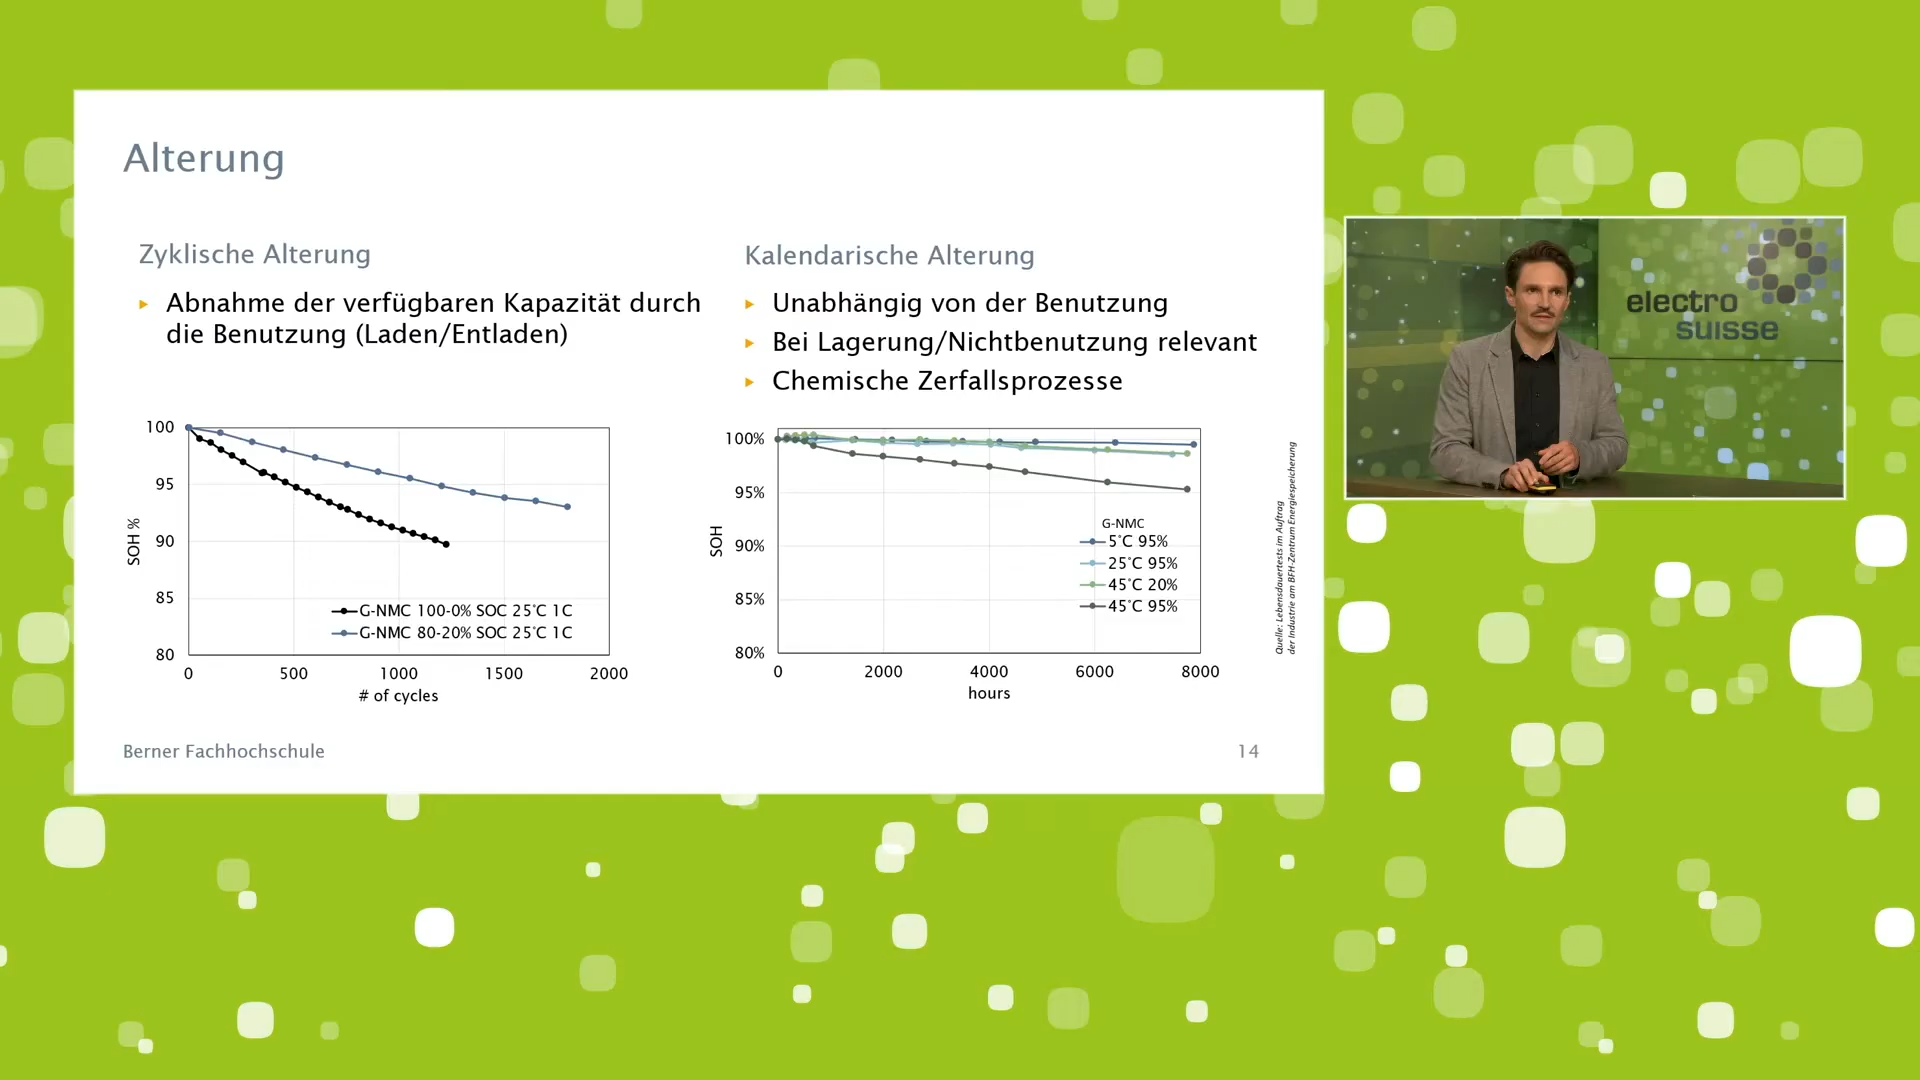 Alterung
Zyklische Alterung
▸ Abnahme der verfügbaren Kapazität durch
die Benutzung (Laden/Entladen)
100
95
90
85
80
SOH %
G-NMC 100-0% SOC 25°C 1C
G-NMC 80-20% SOC 25°C 1C
0 500 1000 1500 2000
# of cycles
Kalendarische Alterung
▸ Unabhängig von der Benutzung
▸ Bei Lagerung/Nichtbenutzung relevant
▸ Chemische Zerfallsprozesse
100%
95%
90%
85%
80%
SOH
G-NMC
5°C 95%
25°C 95%
45°C 20%
45°C 95%
0 2000 4000 6000 8000
hours
Quelle: Lebensdauertests im Auftrag
der Industrie am BFH-Zentrum Energiespeicherung
Berner Fachhochschule
14
electro
suisse